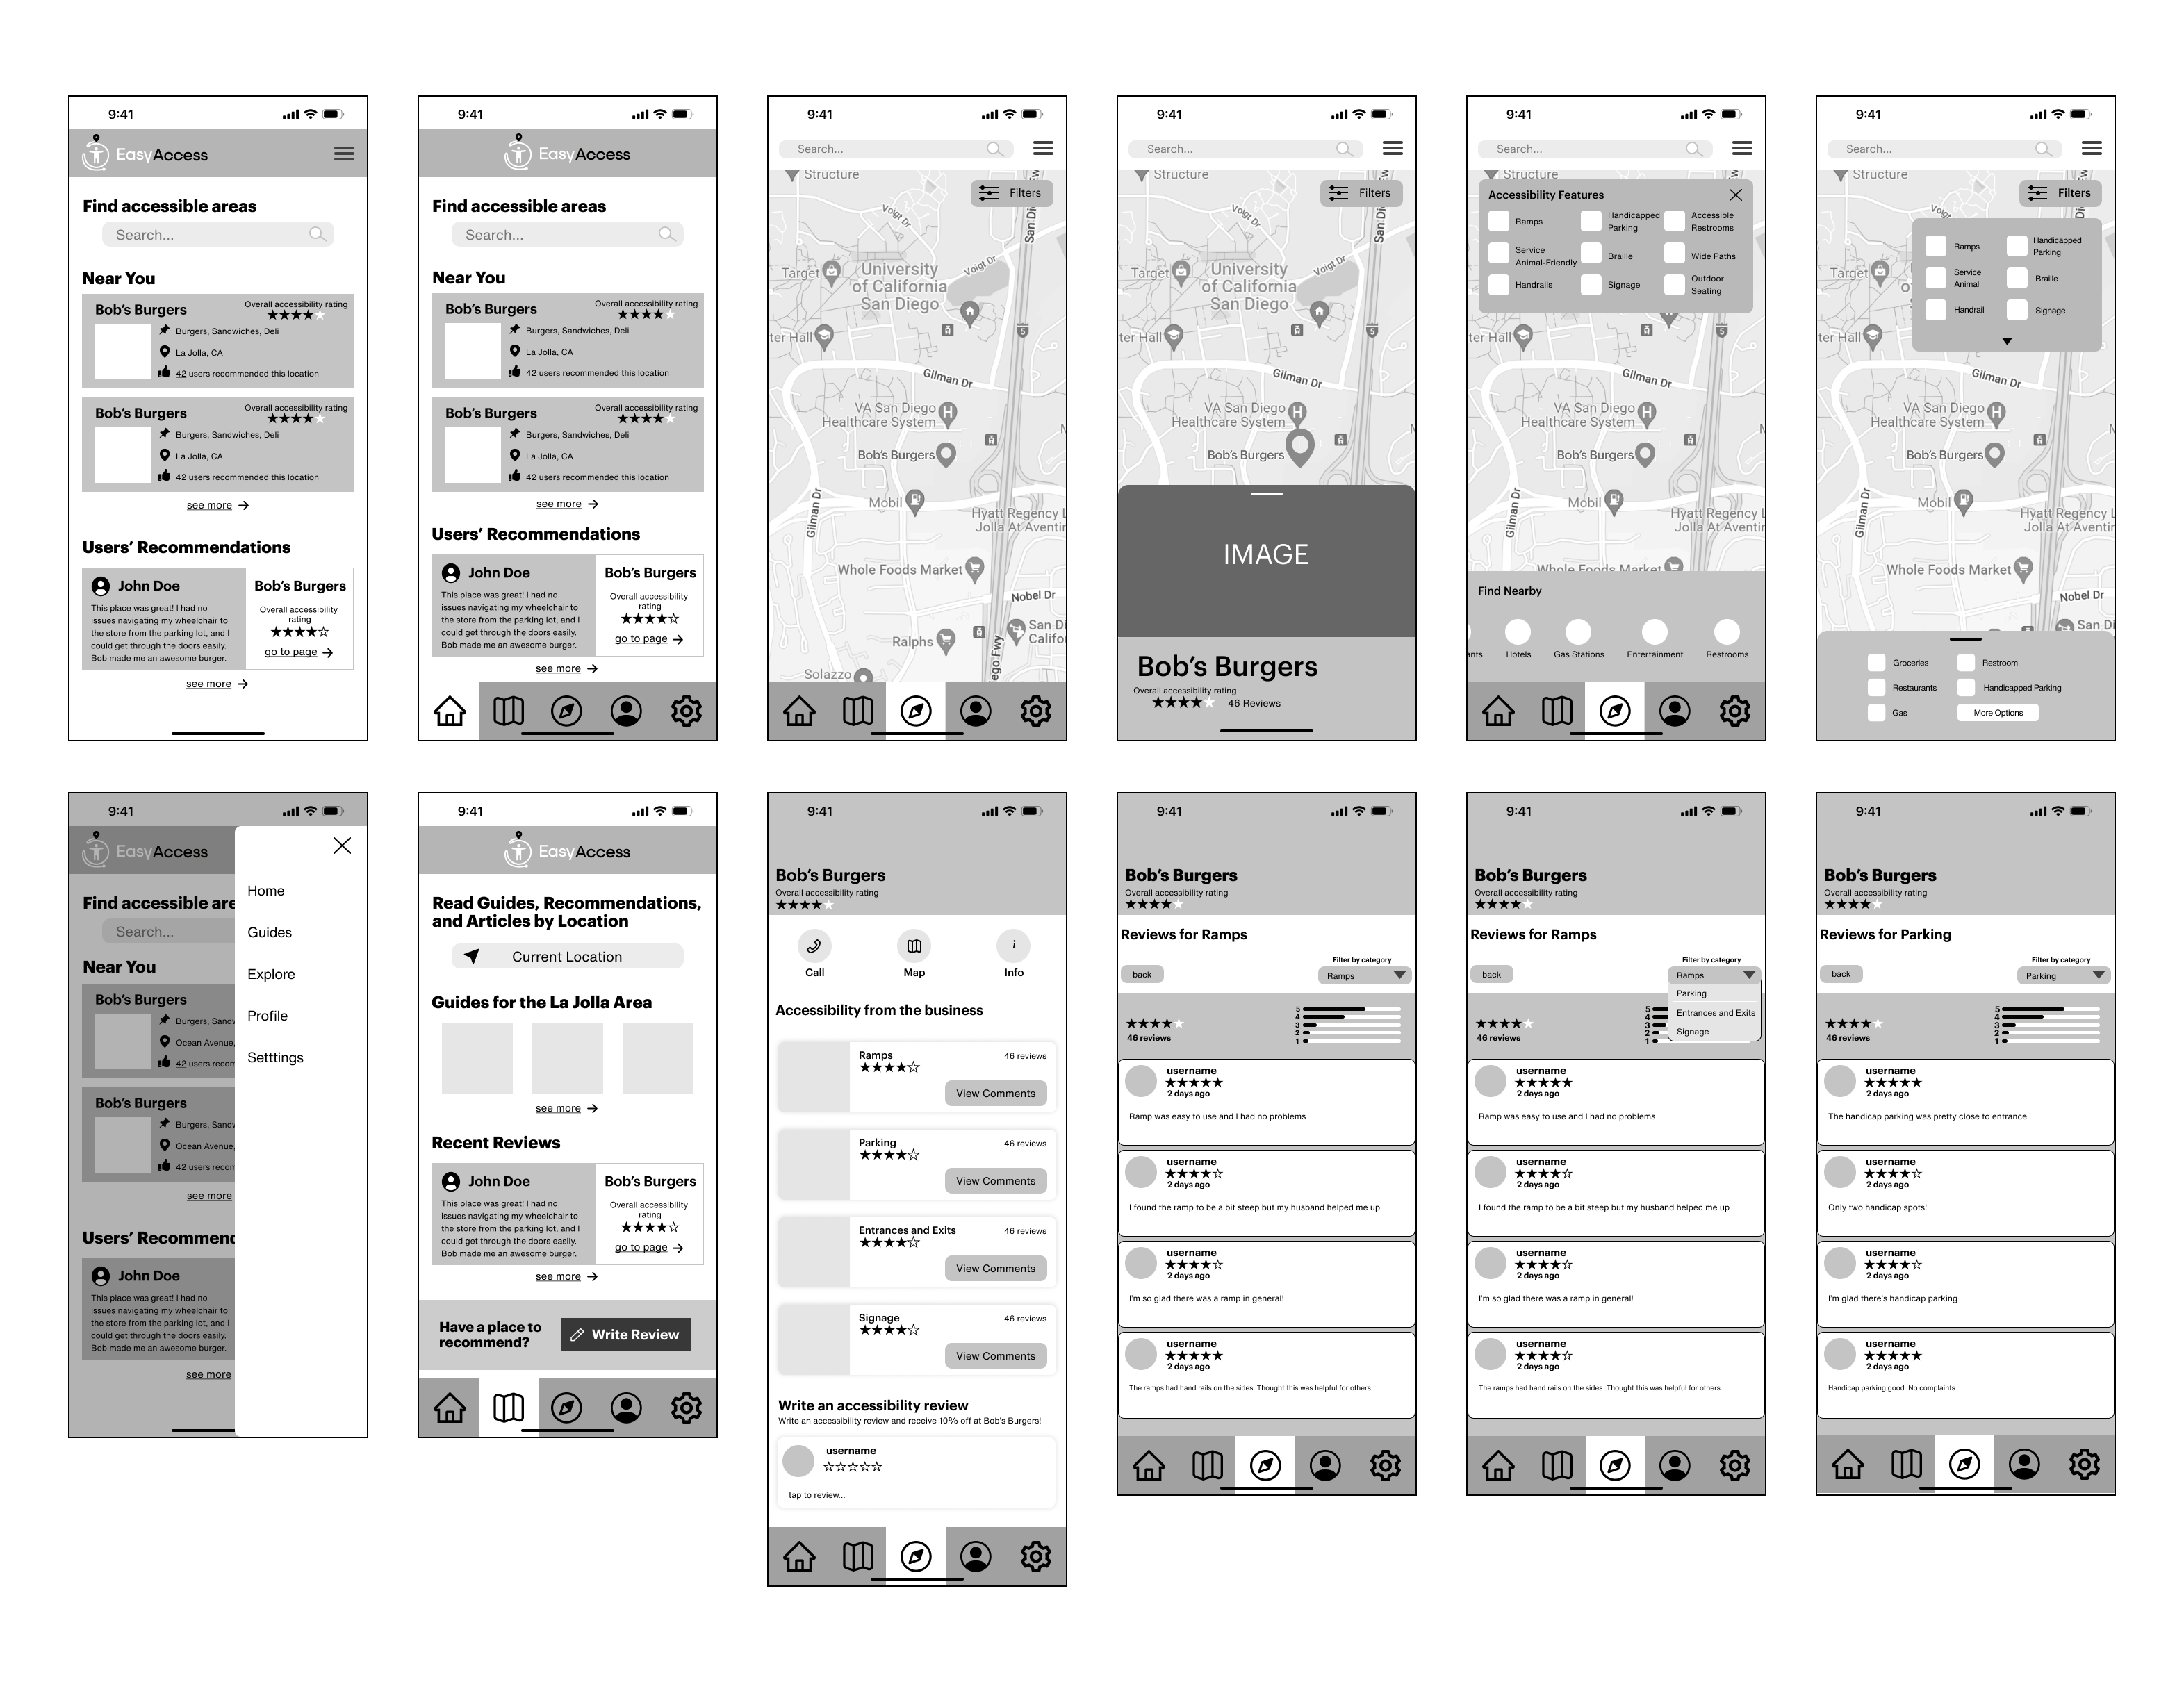 9:41
EasyAccess
Find accessible areas
Search...
Near You
Bob's Burgers
Overall accessibility rating
Burgers, Sandwiches, Deli
La Jolla, CA
42 users recommended this location
Bob's Burgers
Overall accessibility rating
Burgers, Sandwiches, Deli
La Jolla, CA
42 users recommended this location
see more
Users' Recommendations
John Doe
This place was great! I had no
issues navigating my wheelchair to
the store from the parking lot, and I
could get through the doors easily.
Bob made me an awesome burger.
Bob's Burgers
Overall accessibility
rating
go to page
see more
9:41
EasyAccess
Find accessible areas
Search...
Near You
Bob's Burgers
Overall accessibility rating
Burgers, Sandwiches, Deli
La Jolla, CA
42 users recommended this location
Bob's Burgers
Overall accessibility rating
Burgers, Sandwiches, Deli
La Jolla, CA
42 users recommended this location
see more
Users' Recommendations
John Doe
This place was great! I had no
issues navigating my wheelchair to
the store from the parking lot, and I
could get through the doors easily.
Bob made me an awesome burger.
Bob's Burgers
Overall accessibility
rating
go to page
see more
9:41
Search...
Structure
Filters
Voigt Dr
San Di
Target
University
of California
San Diego
Voigt Dr
5
ter Hall
Gilman Dr
VA San Diego
Healthcare System
H
Bob's Burgers
Mobil
Gilman Dr
Hyatt Regency L
Jolla At Aventin
Whole Foods Market
Nobel Dr
San Di
Califor
Ralphs
ego Fwy
Solazzo
9:41
Search...
Structure
Filters
Voigt Dr
San Di
Target
University
of California
San Diego
Voigt Dr
5
ter Hall
Gilman Dr
VA San Diego
Healthcare System
H
Bob's Burgers
IMAGE
Bob's Burgers
Overall accessibility rating
46 Reviews
9:41
Search...
Structure
Accessibility Features
Ramps
Handicapped
Parking
Accessible
Restrooms
Service
Animal-Friendly
Braille
Wide Paths
Handrails
Signage
Outdoor
Seating
5
ter Hall
Gilman Dr
VA San Diego
Healthcare System
H
Bob's Burgers
Mobil
Gilman Dr
Hyatt Regency L
Jolla At Aventin
Whole Foods Market
Find Nearby
ants
Hotels
Gas Stations
Entertainment
Restrooms
9:41
Search...
Structure
Filters
Ramps
Handicapped
Parking
Service
Animal
Braille
Handrail
Signage
Target
ter Hall
Gilman Dr
VA San Diego
Healthcare System
H
Bob's Burgers
Mobil
Gilman Dr
Hyatt Regency L
Jolla At Aventin
Whole Foods Market
Nobel Dr
San Di
Groceries
Restroom
Restaurants
Handicapped Parking
Gas
More Options
9:41
EasyAccess
Find accessible are
Search...
Near You
Bob's Burgers
Burgers, Sandw
Ocean Avenue,
42 users recom
Bob's Burgers
Burgers, Sandw
Ocean Avenue,
42 users recom
see more
Users' Recommend
John Doe
This place was great! I had no
issues navigating my wheelchair to
the store from the parking lot, and I
could get through the doors easily.
Bob made me an awesome burger.
see more
Home
Guides
Explore
Profile
Setttings
9:41
EasyAccess
Read Guides, Recommendations,
and Articles by Location
Current Location
Guides for the La Jolla Area
see more
Recent Reviews
John Doe
This place was great! I had no
issues navigating my wheelchair to
the store from the parking lot, and I
could get through the doors easily.
Bob made me an awesome burger.
Bob's Burgers
Overall accessibility
rating
go to page
see more
Have a place to
recommend?
Write Review
9:41
Bob's Burgers
Overall accessibility rating
Call
Map
i
Info
Accessibility from the business
Ramps
46 reviews
View Comments
Parking
46 reviews
View Comments
Entrances and Exits
46 reviews
View Comments
Signage
46 reviews
View Comments
Write an accessibility review
Write an accessibility review and receive 10% off at Bob's Burgers!
username
tap to review...
9:41
Bob's Burgers
Overall accessibility rating
Reviews for Ramps
Filter by category
back
Ramps
46 reviews
5
4
3
2
1
username
2 days ago
Ramp was easy to use and I had no problems
username
2 days ago
I found the ramp to be a bit steep but my husband helped me up
username
2 days ago
I'm so glad there was a ramp in general!
username
2 days ago
The ramps had hand rails on the sides. Thought this was helpful for others
9:41
Bob's Burgers
Overall accessibility rating
Reviews for Ramps
Filter by category
back
Ramps
Parking
Entrances and Exits
Signage
46 reviews
5
4
3
2
1
username
2 days ago
Ramp was easy to use and I had no problems
username
2 days ago
I found the ramp to be a bit steep but my husband helped me up
username
2 days ago
I'm so glad there was a ramp in general!
username
2 days ago
The ramps had hand rails on the sides. Thought this was helpful for others
9:41
Bob's Burgers
Overall accessibility rating
Reviews for Parking
Filter by category
back
Parking
46 reviews
5
4
3
2
1
username
2 days ago
The handicap parking was pretty close to entrance
username
2 days ago
Only two handicap spots!
username
2 days ago
I'm glad there's handicap parking
username
2 days ago
Handicap parking good. No complaints